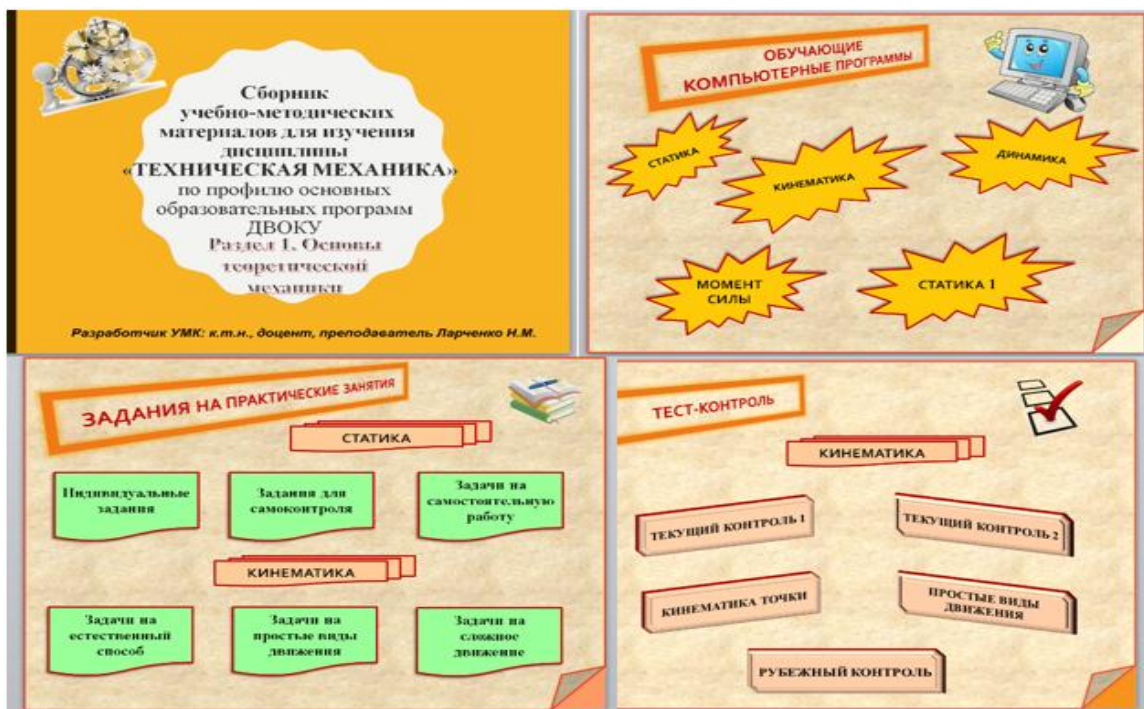 Сборник
учебно-методических
материалов для изучения
дисциплины
«ТЕХНИЧЕСКАЯ МЕХАНИКА»
по профилю основных
образовательных программ
ДВОКУ
Раздел 1. Основы
теоретической
механики
Разработчик УМК: к.т.н., доцент, преподаватель Ларченко Н.М.
ОБУЧАЮЩИЕ
КОМПЬЮТЕРНЫЕ ПРОГРАММЫ
СТАТИКА
КИНЕМАТИКА
ДИНАМИКА
МОМЕНТ
СИЛЫ
СТАТИКА 1
ЗАДАНИЯ НА ПРАКТИЧЕСКИЕ ЗАНЯТИЯ
СТАТИКА
Индивидуальные
задания
Задания для
самоконтроля
Задачи на
самостоятельную
работу
КИНЕМАТИКА
Задачи на
естественный
способ
Задачи на
простые виды
движения
Задачи на
сложное
движение
ТЕСТ-КОНТРОЛЬ
КИНЕМАТИКА
ТЕКУЩИЙ КОНТРОЛЬ 1
ТЕКУЩИЙ КОНТРОЛЬ 2
КИНЕМАТИКА ТОЧКИ
ПРОСТЫЕ ВИДЫ
ДВИЖЕНИЯ
РУБЕЖНЫЙ КОНТРОЛЬ